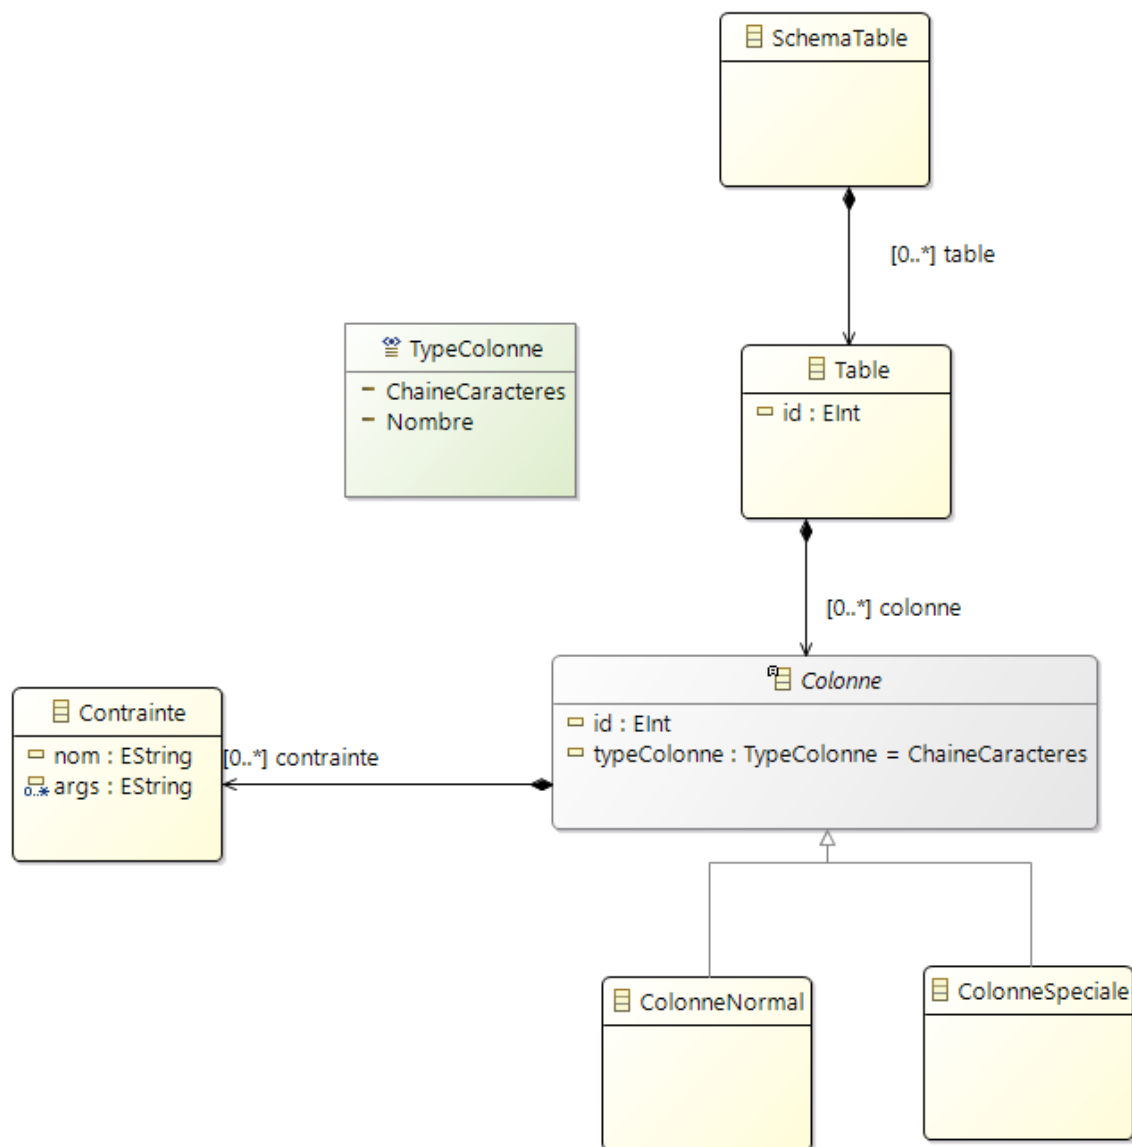 SchemaTable
[0..*] table
TypeColonne
ChaineCaracteres
Nombre
Table
id : EInt
[0..*] colonne
Colonne
id : EInt
typeColonne : TypeColonne = ChaineCaracteres
Contrainte
nom : EString
0..* args : EString
[0..*] contrainte
ColonneNormal
ColonneSpeciale